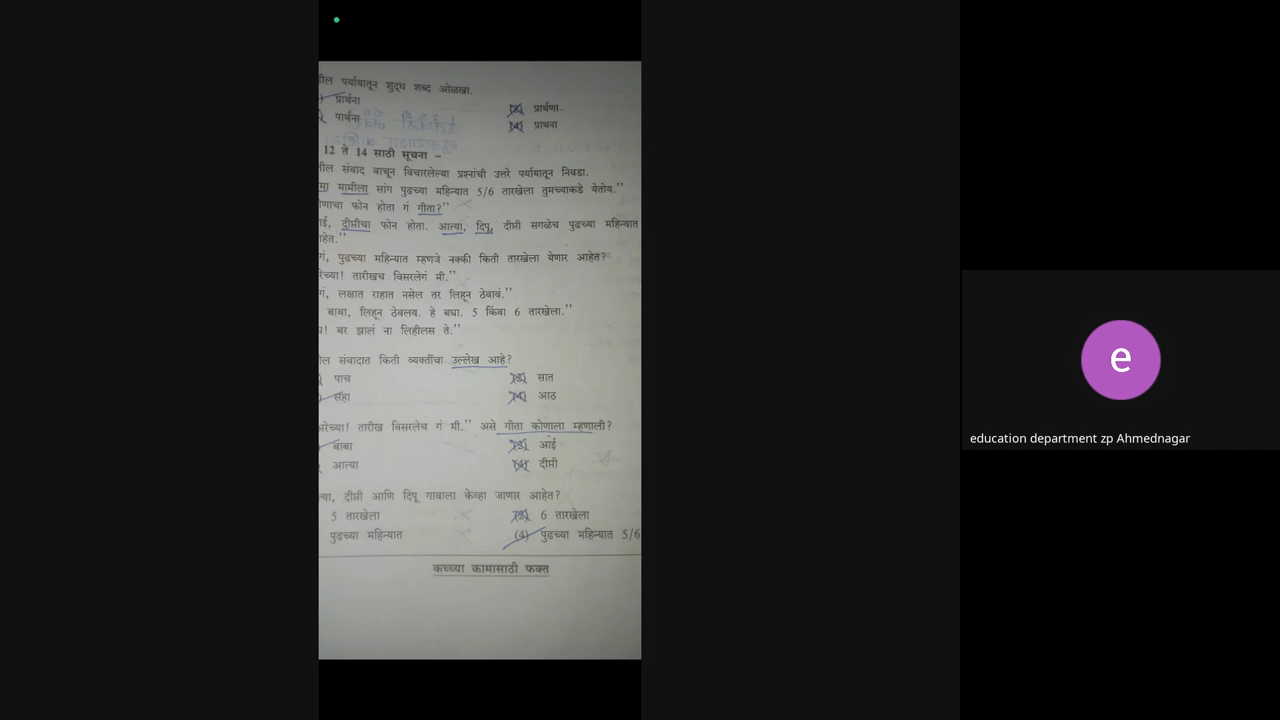 पर्यायातून शुद्ध शब्द ओळखा.
प्रार्थना
(3) प्रार्थणा
पार्थना
(4) प्राथना
12 ते 14 साठी सूचना –
संवाद वाचून विचारलेल्या प्रश्नांची उत्तरे पर्यायातून निवडा.
मामीला सांग पुढच्या महिन्यात 5/6 तारखेला तुमच्याकडे येतोय.''
फोन होता गं गीता?''
दीप्तीचा फोन होता. आत्या, दिपू, दीप्ती सगळेच पुढच्या महिन्यात
पुढच्या महिन्यात म्हणजे नक्की किती तारखेला येणार आहेत?
तारीखच विसरलेगं मी.''
लक्षात राहात नसेल तर लिहून ठेवावं.''
बाबा, लिहून ठेवलय. हे बघा. 5 किंवा 6 तारखेला.''
बर झालं ना लिहीलस ते.''
संवादात किती व्यक्तींचा उल्लेख आहे?
पाच
सात
सहा
(4) आठ
तारीख विसरलेच गं मी.'' असे गीता कोणाला म्हणाली?
बाबा
आई
आत्या
(4) दीप्ती
दीप्ती आणि दिपू गावाला केव्हा जाणार आहेत?
5 तारखेला
6 तारखेला
पुढच्या महिन्यात
(4) पुढच्या महिन्यात 5/6
कच्च्या कामासाठी फक्त
e
education department zp Ahmednagar